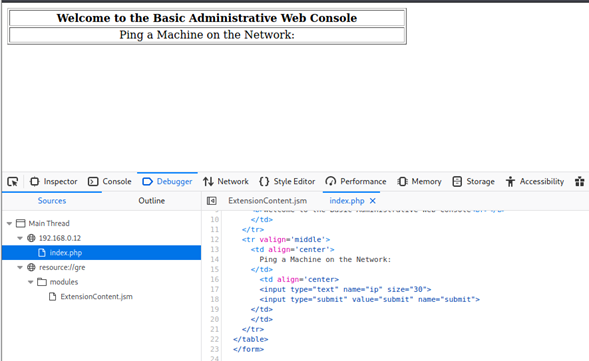 Welcome to the Basic Administrative Web Console
Ping a Machine on the Network:
Inspector Console Debugger Network Style Editor Performance Memory Storage Accessibility
Sources Outline
ExtensionContent.jsm index.php
Main Thread
192.168.0.12
index.php
resource://gre
modules
ExtensionContent.jsm
10 </td>
11 </tr>
12 <tr valign='middle'>
13 <td align='center'>
14 Ping a Machine on the Network:
15 </td>
16 <td align='center>
17 <input type="text" name="ip" size="30">
18 <input type="submit" value="submit" name="submit">
19 </td>
20 </td>
21 </tr>
22 </table>
23 </form>
24